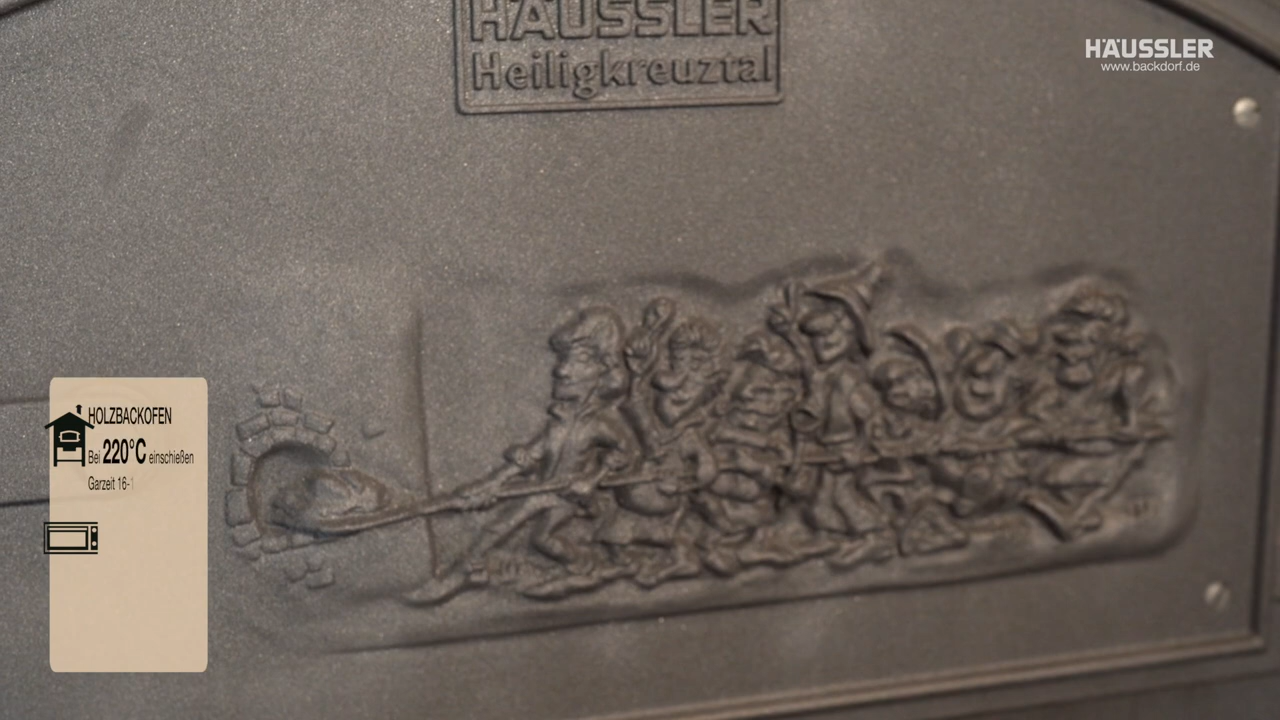 HÄUSSLER
Heiligkreuztal
HÄUSSLER
www.backdorf.de
HOLZBACKOFEN
Bei 220°C einschießen
Garzeit 16-